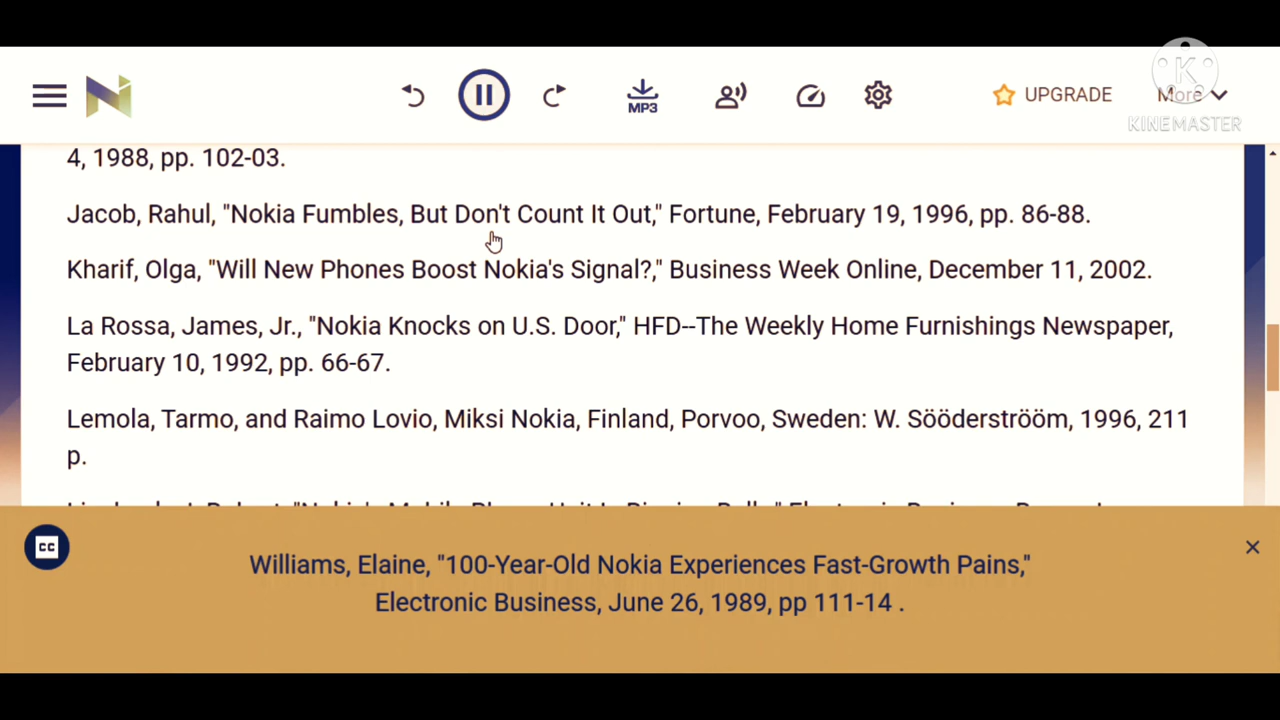 MP3
UPGRADE
More
KINEMASTER
4, 1988, pp. 102-03.
Jacob, Rahul, "Nokia Fumbles, But Don't Count It Out," Fortune, February 19, 1996, pp. 86-88.
Kharif, Olga, "Will New Phones Boost Nokia's Signal?," Business Week Online, December 11, 2002.
La Rossa, James, Jr., "Nokia Knocks on U.S. Door," HFD--The Weekly Home Furnishings Newspaper,
February 10, 1992, pp. 66-67.
Lemola, Tarmo, and Raimo Lovio, Miksi Nokia, Finland, Porvoo, Sweden: W. Sööderströöm, 1996, 211
p.
CC
Williams, Elaine, "100-Year-Old Nokia Experiences Fast-Growth Pains,"
Electronic Business, June 26, 1989, pp 111-14 .